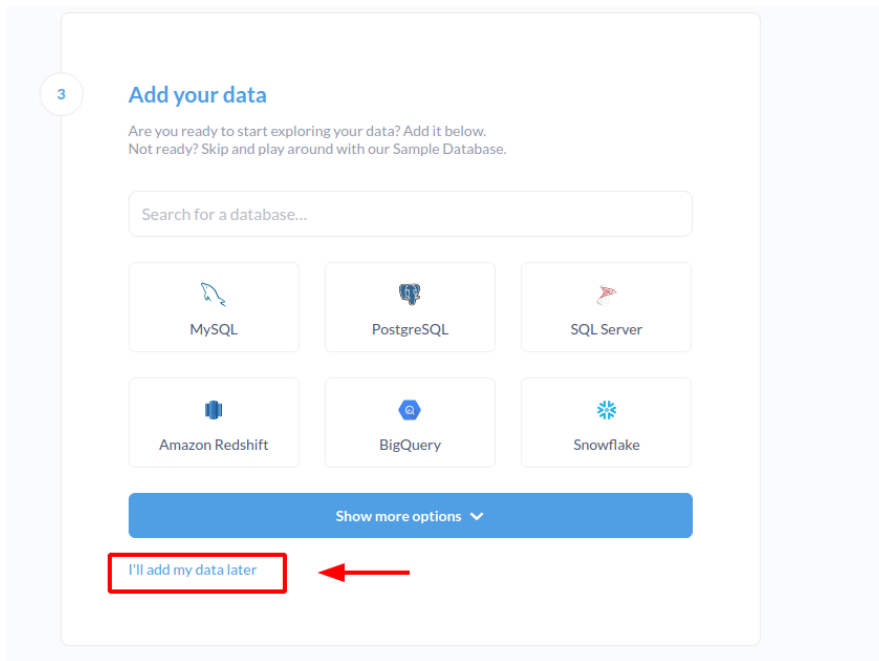 3
Add your data
Are you ready to start exploring your data? Add it below.
Not ready? Skip and play around with our Sample Database.
Search for a database...
MySQL
PostgreSQL
SQL Server
Amazon Redshift
BigQuery
Snowflake
Show more options
I'll add my data later